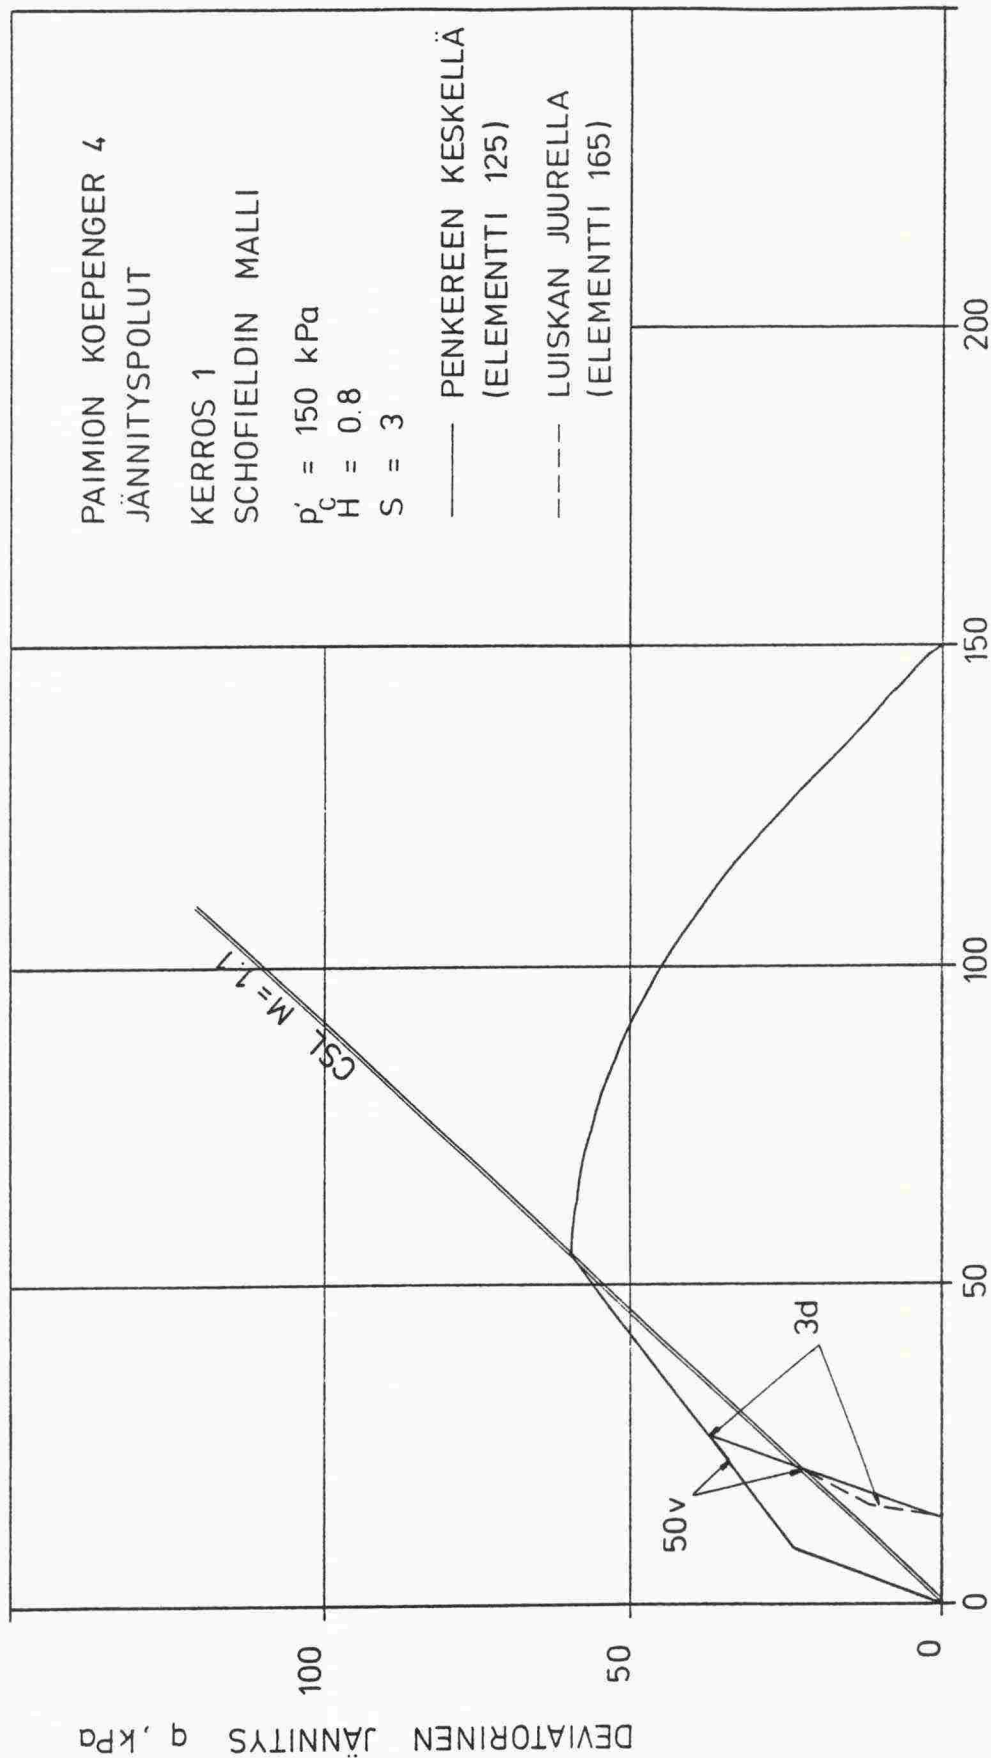 PAIMION KOEPENGER 4
JÄNNITYSPOLUT
KERROS 1
SCHOFIELDIN MALLI
p'c = 150 kPa
H = 0.8
S = 3
PENKEREEN KESKELLÄ
(ELEMENTTI 125)
LUISKAN JUURELLA
(ELEMENTTI 165)
DEVIATORINEN JÄNNITYS q, kPa
100
50
0
CSL M=1.1
50v
3d
0
50
100
150
200